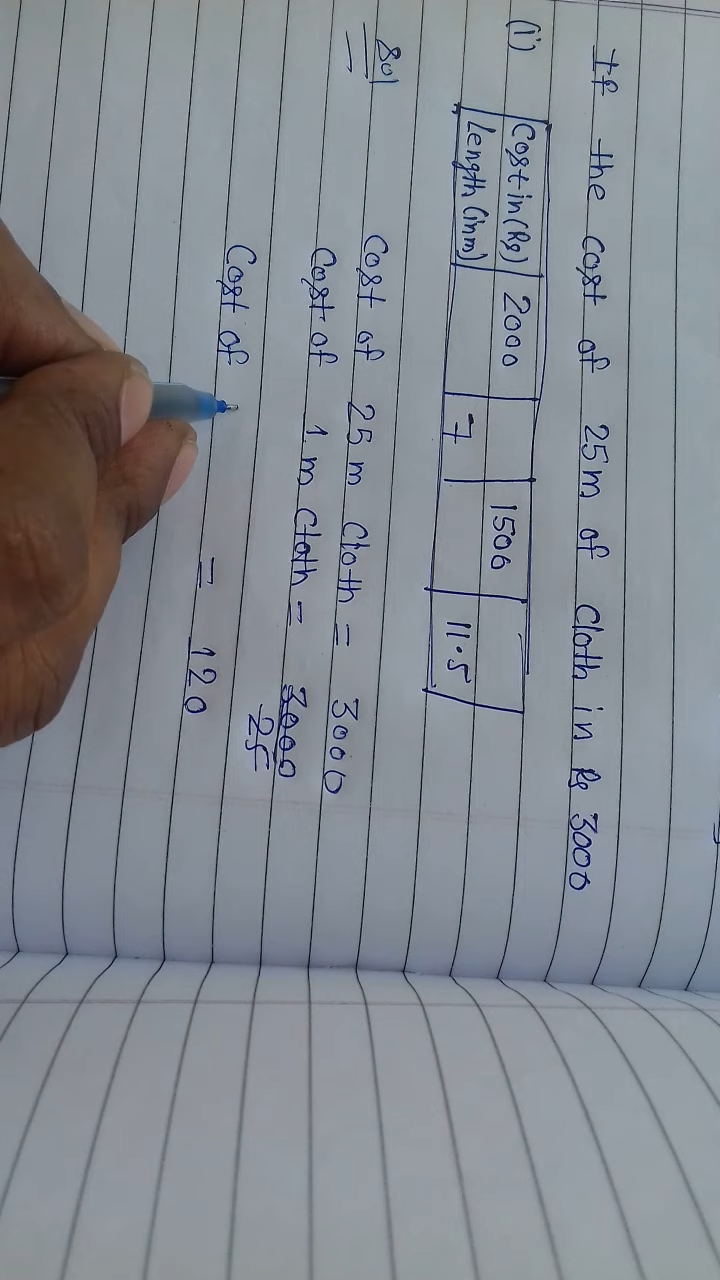 If the cost of 25m of cloth in Rs 3000
(i) Cost in (Rs) 2000 1500
Length (in m) 7 11.5
Sol
Cost of 25 m cloth = 3000
Cost of 1 m cloth = 3000
25
= 120
Cost of